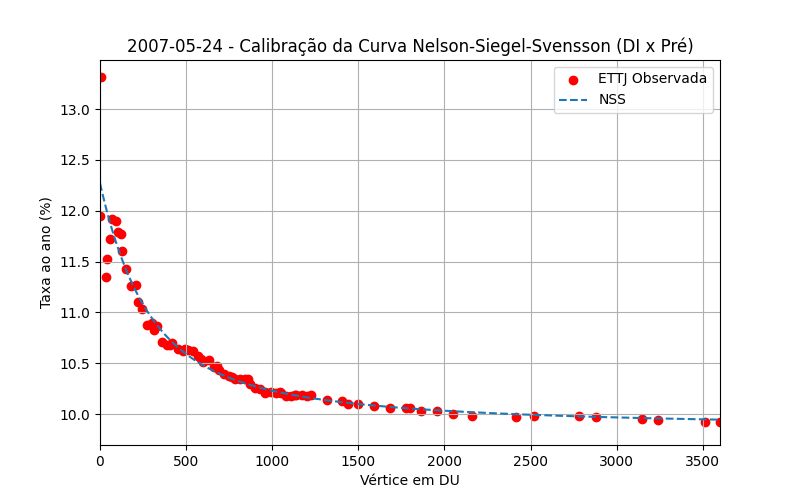 2007-05-24 - Calibração da Curva Nelson-Siegel-Svensson (DI x Pré)
ETTJ Observada
NSS
Taxa ao ano (%)
13.0
12.5
12.0
11.5
11.0
10.5
10.0
0 500 1000 1500 2000 2500 3000 3500
Vértice em DU